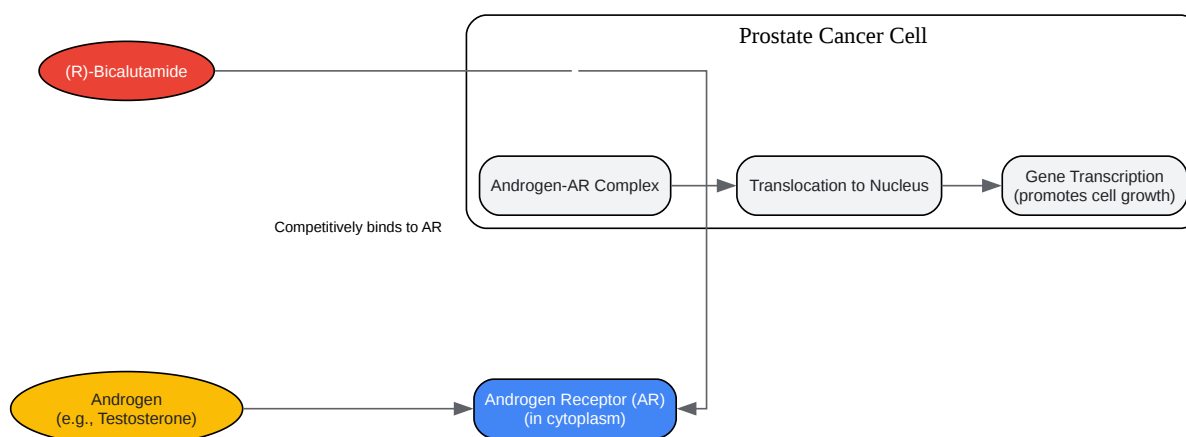 Prostate Cancer Cell
(R)-Bicalutamide
Androgen-AR Complex
Translocation to Nucleus
Gene Transcription
(promotes cell growth)
Competitively binds to AR
Androgen
(e.g., Testosterone)
Androgen Receptor (AR)
(in cytoplasm)